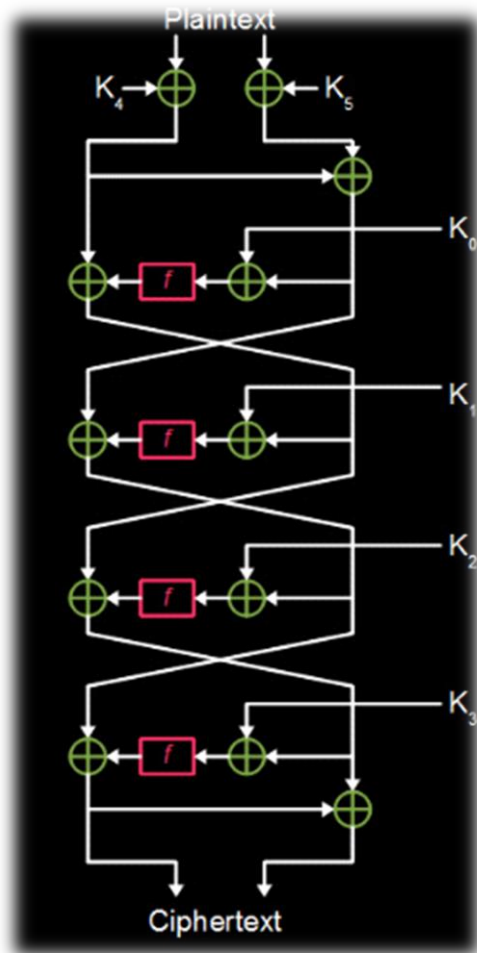 Plaintext
K₄ K₅
K₀
f
K₁
f
K₂
f
K₃
f
Ciphertext